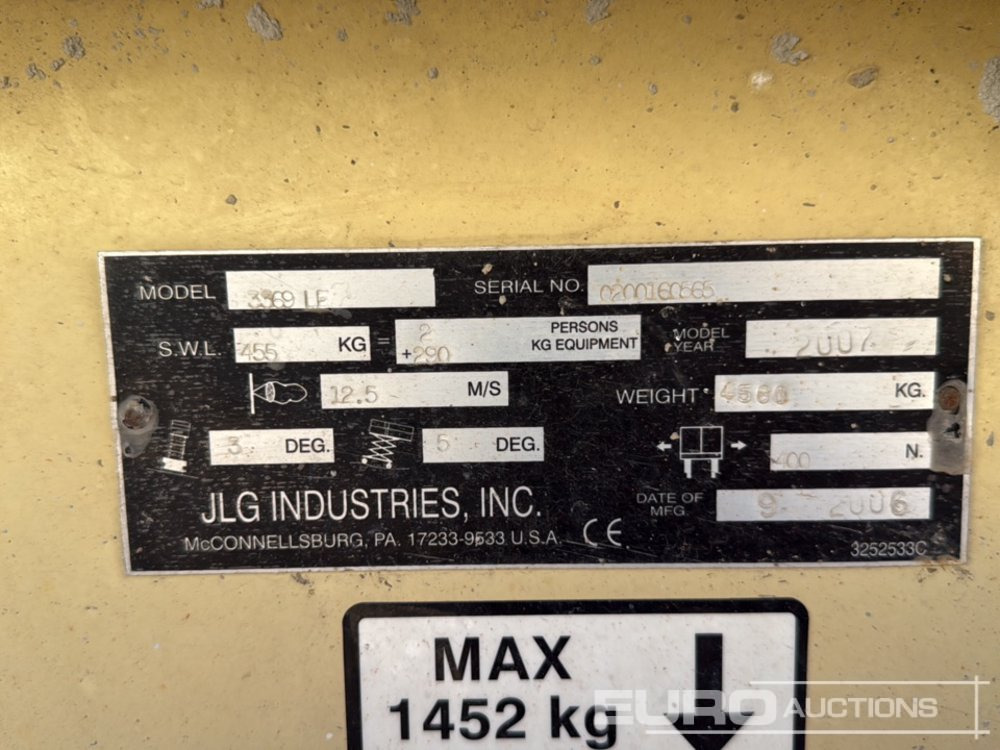 MODEL 3369 LE SERIAL NO. 0200160565
S.W.L. 455 KG = 2 +290 PERSONS KG EQUIPMENT MODEL YEAR 2007
12.5 M/S WEIGHT 4560 KG.
3 DEG. 5 DEG. 400 N.
JLG INDUSTRIES, INC. DATE OF MFG. 9 2006
McCONNELLSBURG, PA. 17233-9533 U.S.A. CE 3252533C
MAX
1452 kg
EURO AUCTIONS